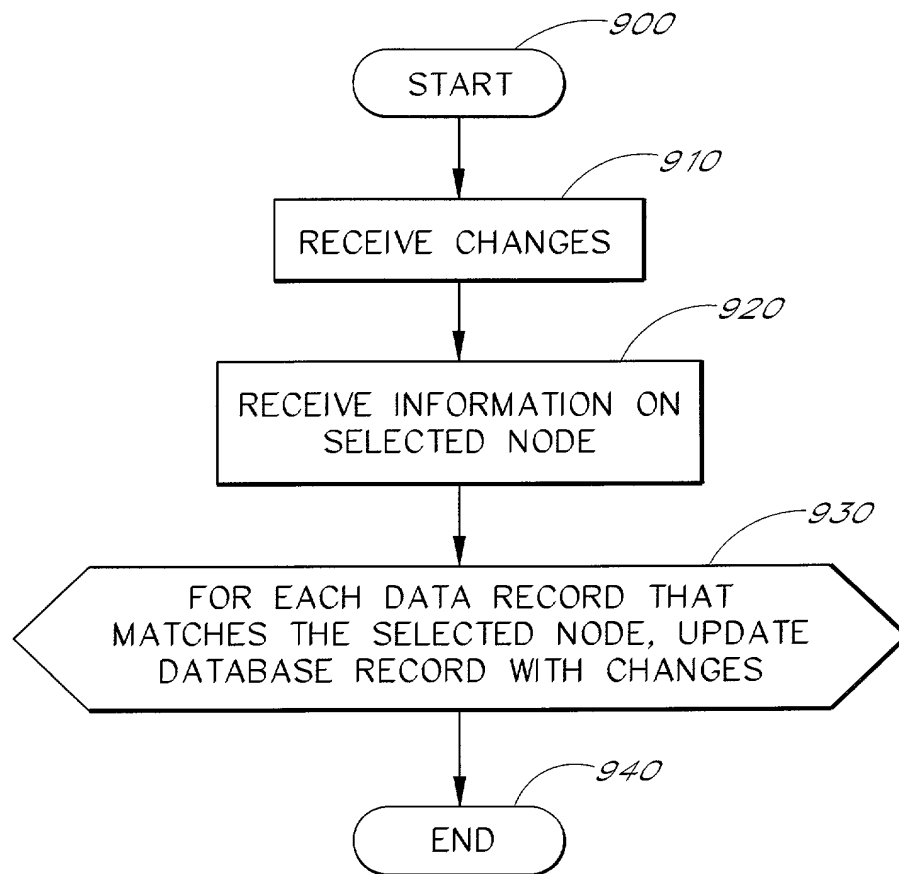 900
START
910
RECEIVE CHANGES
920
RECEIVE INFORMATION ON
SELECTED NODE
930
FOR EACH DATA RECORD THAT
MATCHES THE SELECTED NODE, UPDATE
DATABASE RECORD WITH CHANGES
940
END